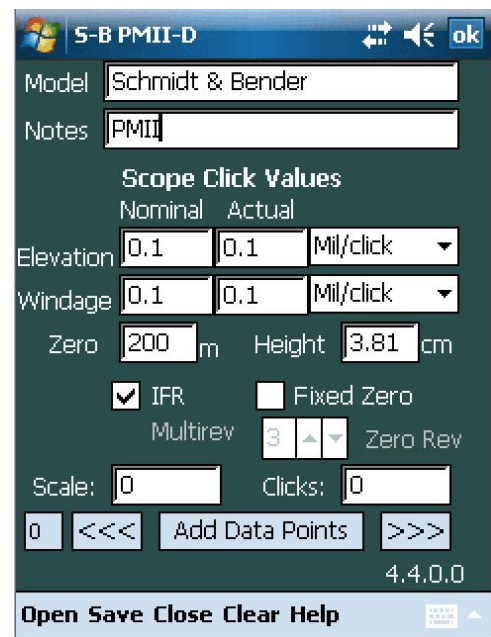 S-B PMII-D ok
Model Schmidt & Bender
Notes PMII
Scope Click Values
Nominal Actual
Elevation 0.1 0.1 Mil/click
Windage 0.1 0.1 Mil/click
Zero 200 m Height 3.81 cm
IFR Fixed Zero
Multirev 3 Zero Rev
Scale: 0 Clicks: 0
0 <<< Add Data Points >>>
4.4.0.0
Open Save Close Clear Help